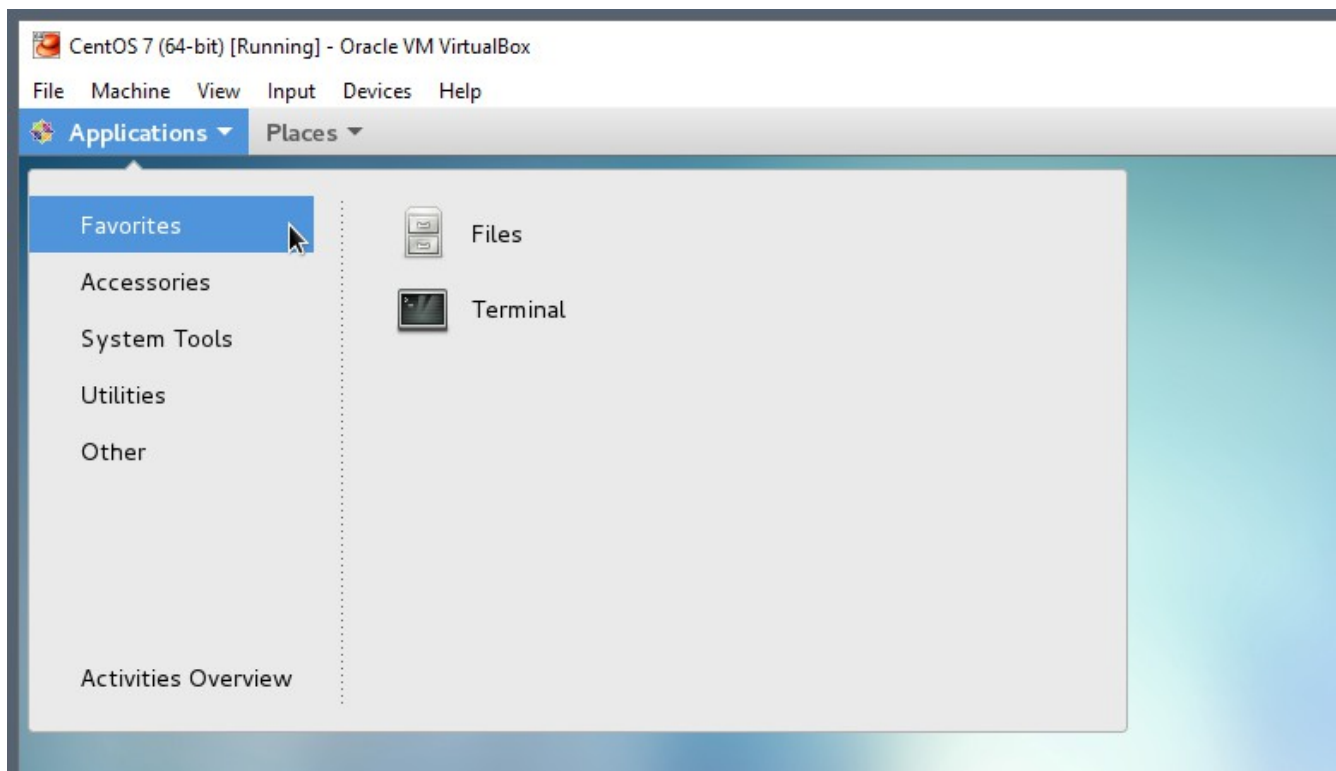 CentOS 7 (64-bit) [Running] - Oracle VM VirtualBox
File Machine View Input Devices Help
Applications Places
Favorites
Accessories
System Tools
Utilities
Other
Activities Overview
Files
Terminal